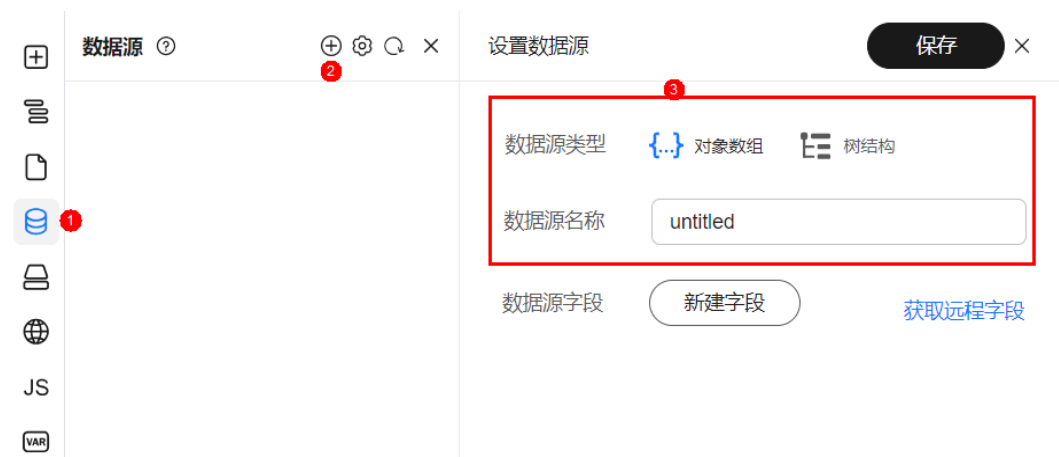 数据源
设置数据源
保存
2
3
数据源类型
{...} 对象数组
树结构
1
数据源名称
untitled
数据源字段
新建字段
获取远程字段
JS
VAR